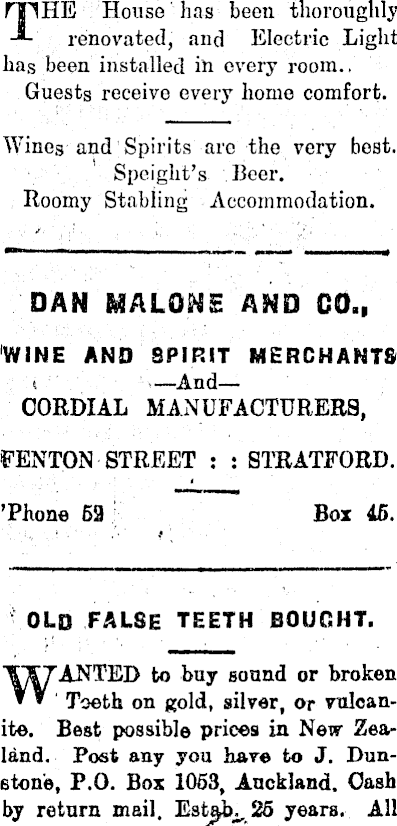 THE House has been thoroughly
renovated, and Electric Light
has been installed in every room..
Guests receive every home comfort.
Wines and Spirits are the very best.
Speight's Beer.
Roomy Stabling Accommodation.
DAN MALONE AND CO.,
WINE AND SPIRIT MERCHANTS
—And—
CORDIAL MANUFACTURERS,
FENTON STREET : : STRATFORD.
'Phone 52 Box 45.
OLD FALSE TEETH BOUGHT.
WANTED to buy sound or broken
Teeth on gold, silver, or vulcan-
ite. Best possible prices in New Zea-
land. Post any you have to J. Dun-
stone, P.O. Box 1053, Auckland. Cash
by return mail. Estab. 25 years. All